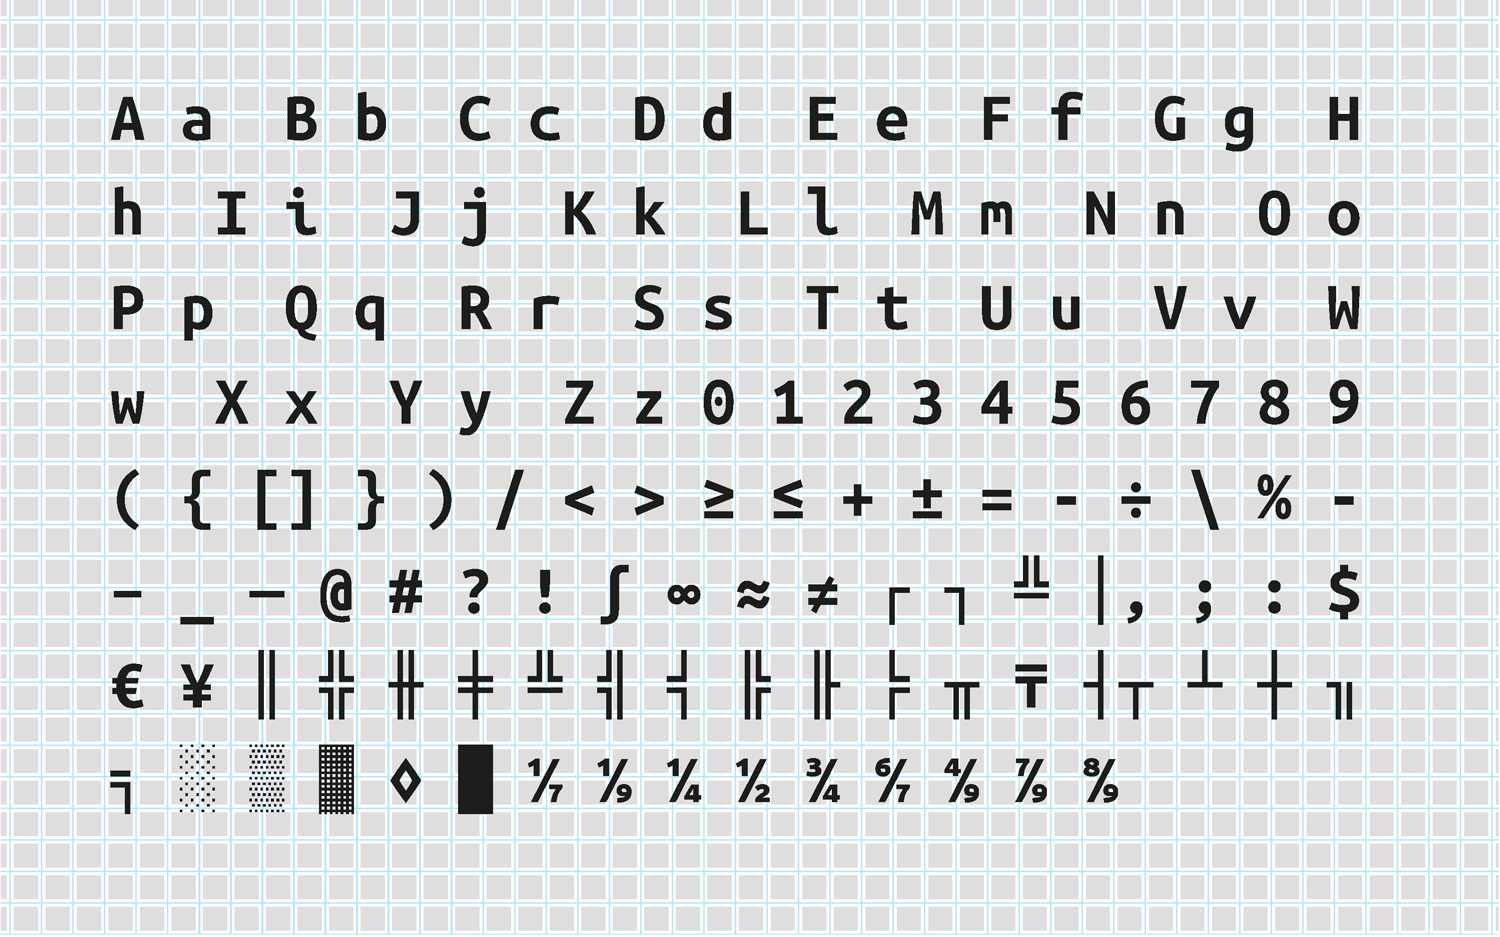 A a B b C c D d E e F f G g H
h I i J j K k L l M m N n O o
P p Q q R r S s T t U u V v W
w X x Y y Z z 0 1 2 3 4 5 6 7 8 9
( { [] } ) / < > ≥ ≤ + ± = - ÷ \ % -
– _ — @ # ? ! ∫ ∞ ≈ ≠ ┌ ┐ ╩ │, ; : $
€ ¥ ║ ╬ ╫ ╪ ╩ ╣ ╡ ╠ ╟ ╞ ╥ ₸ ┤┬ ┴ ┼ ╖
╕ ░ ▒ ▓ ◊ █ ⅐ ⅑ ¼ ½ ¾ 6⁄7 4⁄9 7⁄9 8⁄9